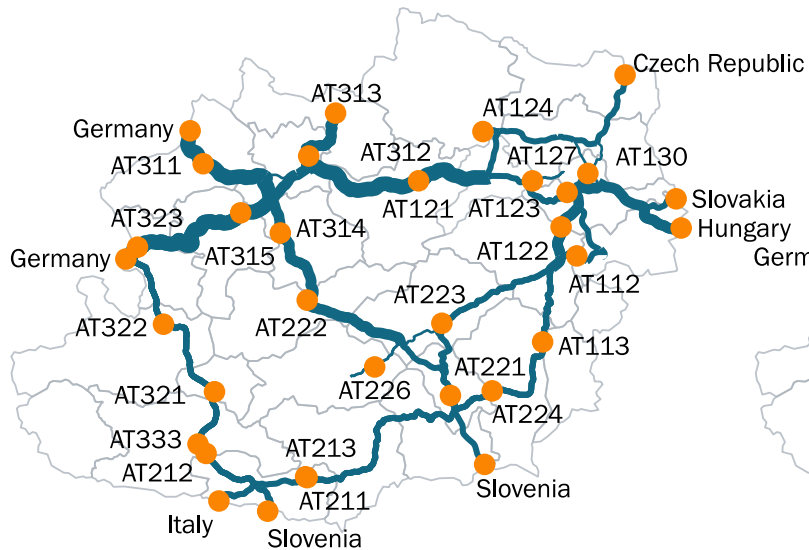 Czech Republic
AT313
AT124
Germany
AT312
AT127
AT130
AT311
AT121
AT123
Slovakia
AT323
AT314
Hungary
AT315
AT122
Germany
Germ
AT112
AT223
AT222
AT322
AT113
AT221
AT226
AT321
AT224
AT333
AT213
AT212
AT211
Slovenia
Italy
Slovenia